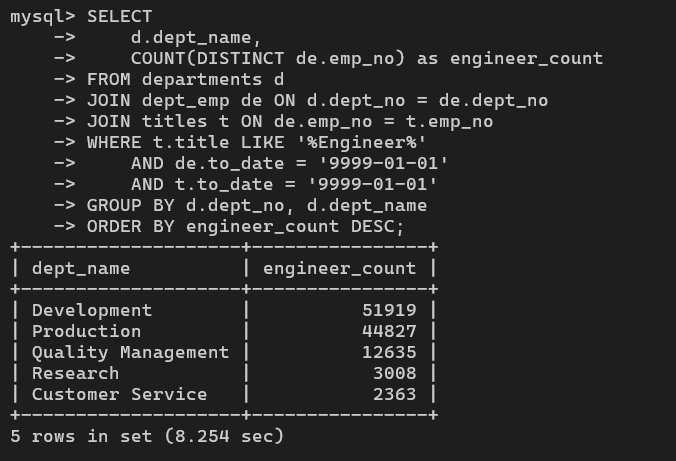 mysql> SELECT
    ->     d.dept_name,
    ->     COUNT(DISTINCT de.emp_no) as engineer_count
    -> FROM departments d
    -> JOIN dept_emp de ON d.dept_no = de.dept_no
    -> JOIN titles t ON de.emp_no = t.emp_no
    -> WHERE t.title LIKE '%Engineer%'
    ->     AND de.to_date = '9999-01-01'
    ->     AND t.to_date = '9999-01-01'
    -> GROUP BY d.dept_no, d.dept_name
    -> ORDER BY engineer_count DESC;
+--------------------+----------------+
| dept_name          | engineer_count |
+--------------------+----------------+
| Development        |          51919 |
| Production         |          44827 |
| Quality Management |          12635 |
| Research           |           3008 |
| Customer Service   |           2363 |
+--------------------+----------------+
5 rows in set (8.254 sec)